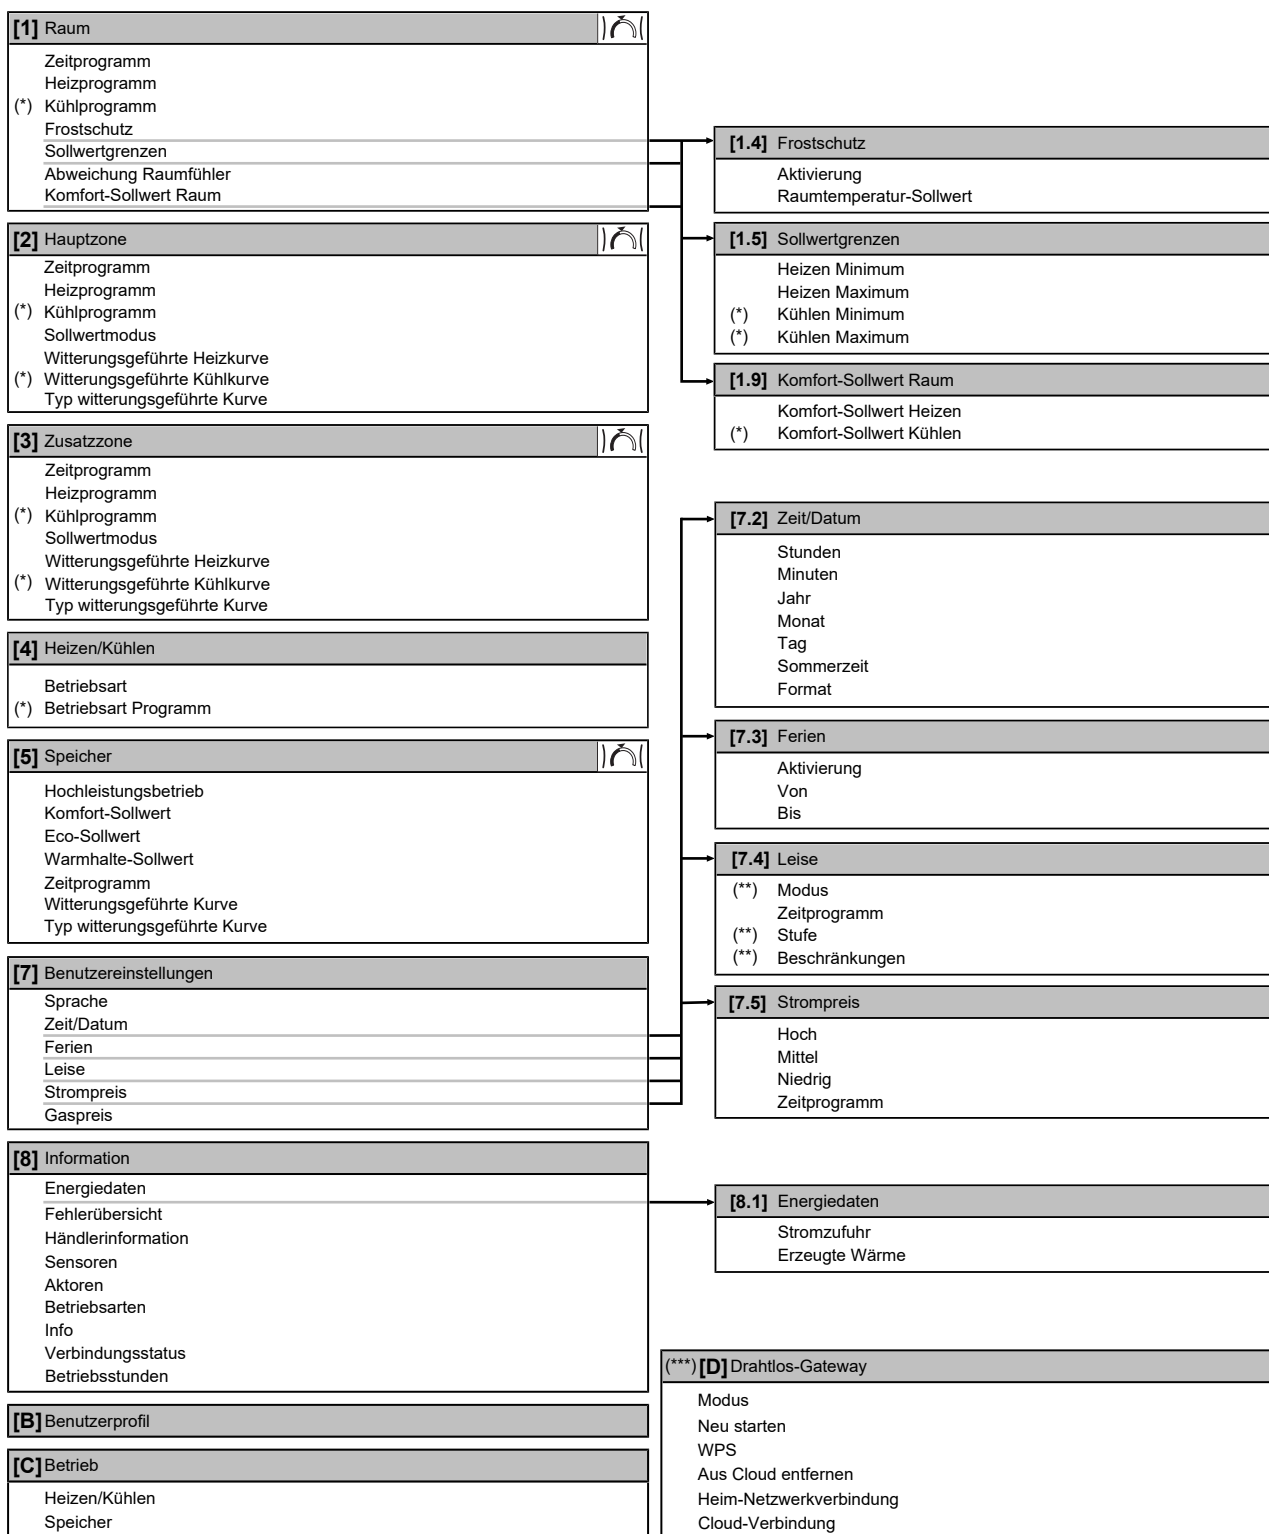 [1] Raum
Zeitprogramm
Heizprogramm
(*) Kühlprogramm
Frostschutz
Sollwertgrenzen
Abweichung Raumfühler
Komfort-Sollwert Raum
[2] Hauptzone
Zeitprogramm
Heizprogramm
(*) Kühlprogramm
Sollwertmodus
Witterungsgeführte Heizkurve
(*) Witterungsgeführte Kühlkurve
Typ witterungsgeführte Kurve
[3] Zusatzzone
Zeitprogramm
Heizprogramm
(*) Kühlprogramm
Sollwertmodus
Witterungsgeführte Heizkurve
(*) Witterungsgeführte Kühlkurve
Typ witterungsgeführte Kurve
[4] Heizen/Kühlen
Betriebsart
(*) Betriebsart Programm
[5] Speicher
Hochleistungsbetrieb
Komfort-Sollwert
Eco-Sollwert
Warmhalte-Sollwert
Zeitprogramm
Witterungsgeführte Kurve
Typ witterungsgeführte Kurve
[7] Benutzereinstellungen
Sprache
Zeit/Datum
Ferien
Leise
Strompreis
Gaspreis
[8] Information
Energiedaten
Fehlerübersicht
Händlerinformation
Sensoren
Aktoren
Betriebsarten
Info
Verbindungsstatus
Betriebsstunden
[B] Benutzerprofil
[C] Betrieb
Heizen/Kühlen
Speicher
[1.4] Frostschutz
Aktivierung
Raumtemperatur-Sollwert
[1.5] Sollwertgrenzen
Heizen Minimum
Heizen Maximum
(*) Kühlen Minimum
(*) Kühlen Maximum
[1.9] Komfort-Sollwert Raum
Komfort-Sollwert Heizen
(*) Komfort-Sollwert Kühlen
[7.2] Zeit/Datum
Stunden
Minuten
Jahr
Monat
Tag
Sommerzeit
Format
[7.3] Ferien
Aktivierung
Von
Bis
[7.4] Leise
(**) Modus
Zeitprogramm
(**) Stufe
(**) Beschränkungen
[7.5] Strompreis
Hoch
Mittel
Niedrig
Zeitprogramm
[8.1] Energiedaten
Stromzufuhr
Erzeugte Wärme
(***) [D] Drahtlos-Gateway
Modus
Neu starten
WPS
Aus Cloud entfernen
Heim-Netzwerkverbindung
Cloud-Verbindung